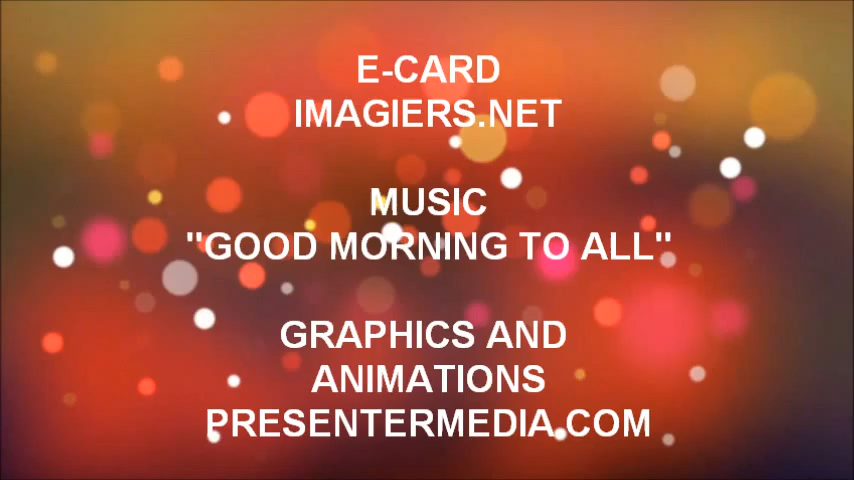 E-CARD
IMAGIERS.NET
MUSIC
"GOOD MORNING TO ALL"
GRAPHICS AND
ANIMATIONS
PRESENTERMEDIA.COM